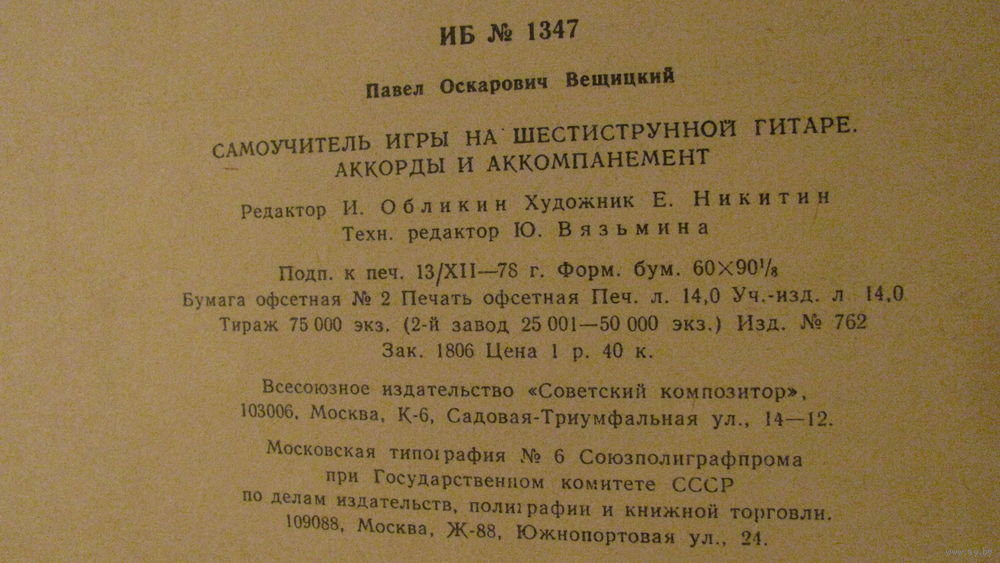 ИБ № 1347
Павел Оскарович Вещицкий
САМОУЧИТЕЛЬ ИГРЫ НА ШЕСТИСТРУННОЙ ГИТАРЕ.
АККОРДЫ И АККОМПАНЕМЕНТ
Редактор И. Обликин Художник Е. Никитин
Техн. редактор Ю. Вязьмина
Подп. к печ. 13/XII—78 г. Форм. бум. 60×90⅛
Бумага офсетная № 2 Печать офсетная Печ. л. 14,0 Уч.-изд. л 14,0
Тираж 75 000 экз. (2-й завод 25 001—50 000 экз.) Изд. № 762
Зак. 1806 Цена 1 р. 40 к.
Всесоюзное издательство «Советский композитор»,
103006, Москва, К-6, Садовая-Триумфальная ул., 14—12.
Московская типография № 6 Союзполиграфпрома
при Государственном комитете СССР
по делам издательств, полиграфии и книжной торговли.
109088, Москва, Ж-88, Южнопортовая ул., 24.